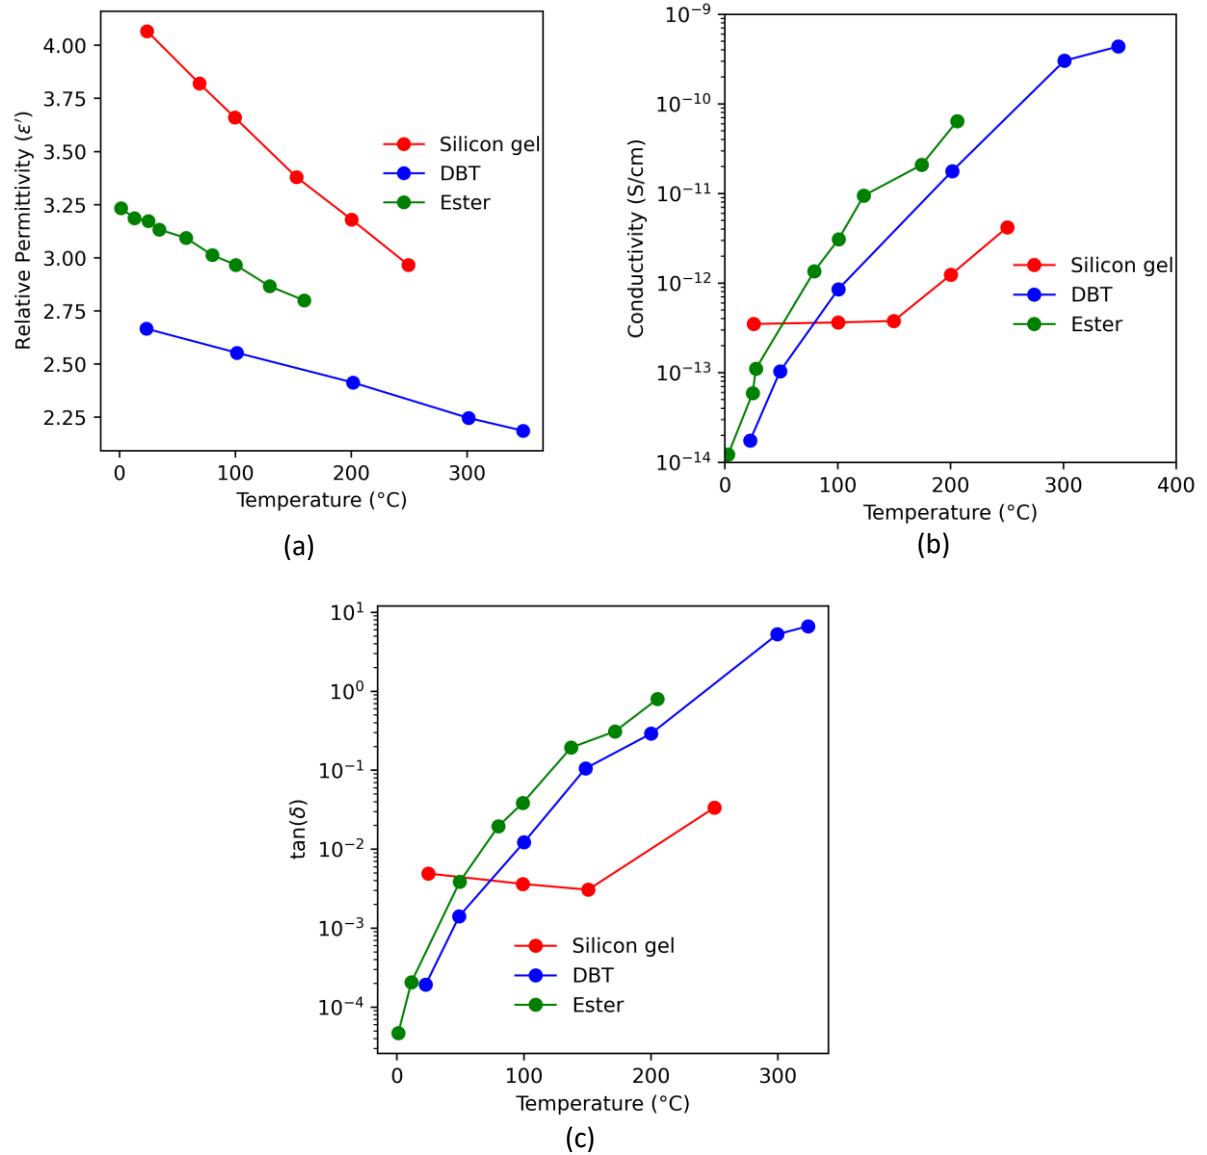 4.00
3.75
3.50
3.25
3.00
2.75
2.50
2.25
Relative Permittivity (ε′)
Silicon gel
DBT
Ester
0 100 200 300
Temperature (°C)
(a)
10⁻⁹
10⁻¹⁰
10⁻¹¹
10⁻¹²
10⁻¹³
10⁻¹⁴
Conductivity (S/cm)
Silicon gel
DBT
Ester
0 100 200 300 400
Temperature (°C)
(b)
10¹
10⁰
10⁻¹
10⁻²
10⁻³
10⁻⁴
tan(δ)
Silicon gel
DBT
Ester
0 100 200 300
Temperature (°C)
(c)